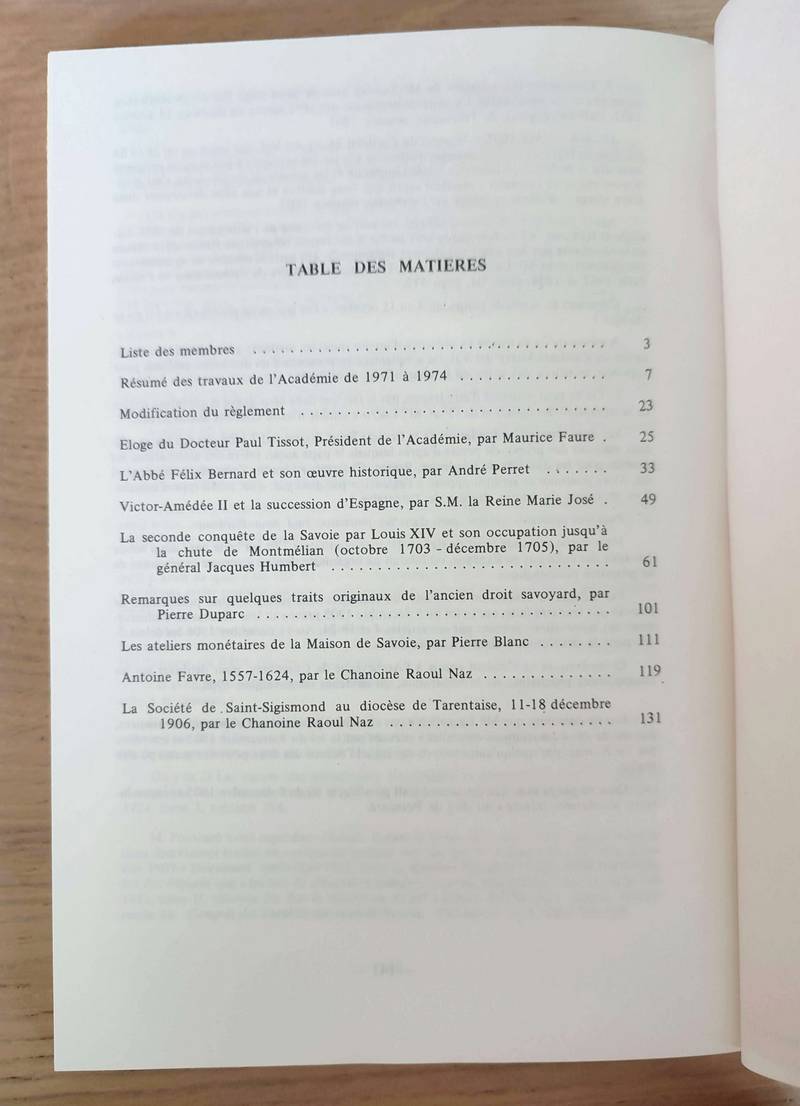 TABLE DES MATIERES
Liste des membres . . . . . . . . . . . . . . . . . . . . . . . . . . . . . . . . . . . . . . 3
Résumé des travaux de l'Académie de 1971 à 1974 . . . . . . . . . . . . . . . . 7
Modification du règlement . . . . . . . . . . . . . . . . . . . . . . . . . . . . . . . . . 23
Eloge du Docteur Paul Tissot, Président de l'Académie, par Maurice Faure . 25
L'Abbé Félix Bernard et son œuvre historique, par André Perret . . . . . . . 33
Victor-Amédée II et la succession d'Espagne, par S.M. la Reine Marie José . 49
La seconde conquête de la Savoie par Louis XIV et son occupation jusqu'à
la chute de Montmélian (octobre 1703 - décembre 1705), par le
général Jacques Humbert . . . . . . . . . . . . . . . . . . . . . . . . . . . . . . 61
Remarques sur quelques traits originaux de l'ancien droit savoyard, par
Pierre Duparc . . . . . . . . . . . . . . . . . . . . . . . . . . . . . . . . . . . . . . 101
Les ateliers monétaires de la Maison de Savoie, par Pierre Blanc . . . . . . . . 111
Antoine Favre, 1557-1624, par le Chanoine Raoul Naz . . . . . . . . . . . . . . 119
La Société de Saint-Sigismond au diocèse de Tarentaise, 11-18 décembre
1906, par le Chanoine Raoul Naz . . . . . . . . . . . . . . . . . . . . . . . . 131